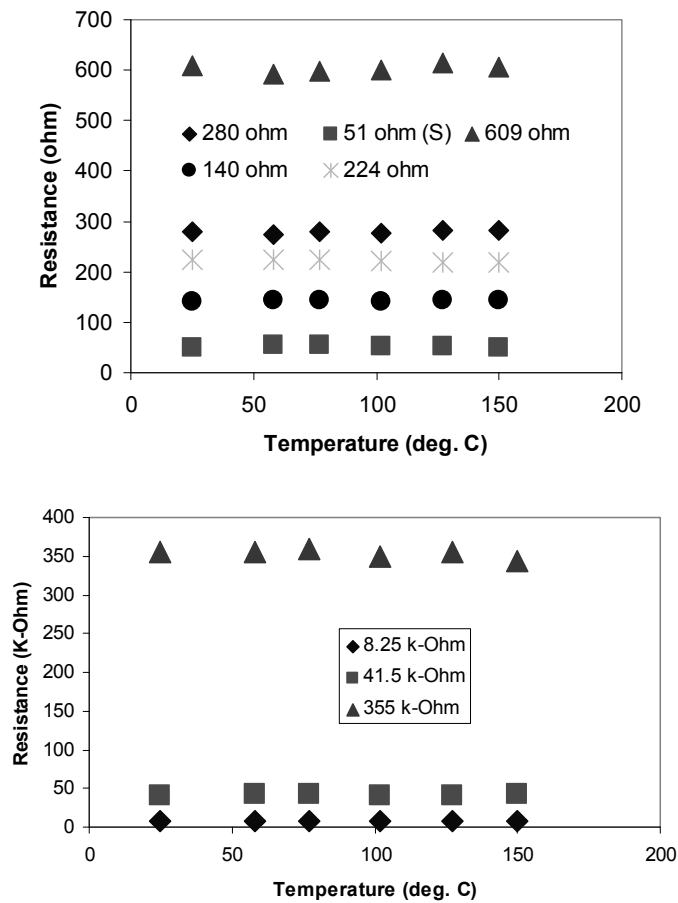 700
600
500
400
300
200
100
0
Resistance (ohm)
280 ohm 51 ohm (S) 609 ohm
140 ohm 224 ohm
0 50 100 150 200
Temperature (deg. C)
400
350
300
250
200
150
100
50
0
Resistance (K-Ohm)
8.25 k-Ohm
41.5 k-Ohm
355 k-Ohm
0 50 100 150 200
Temperature (deg. C)